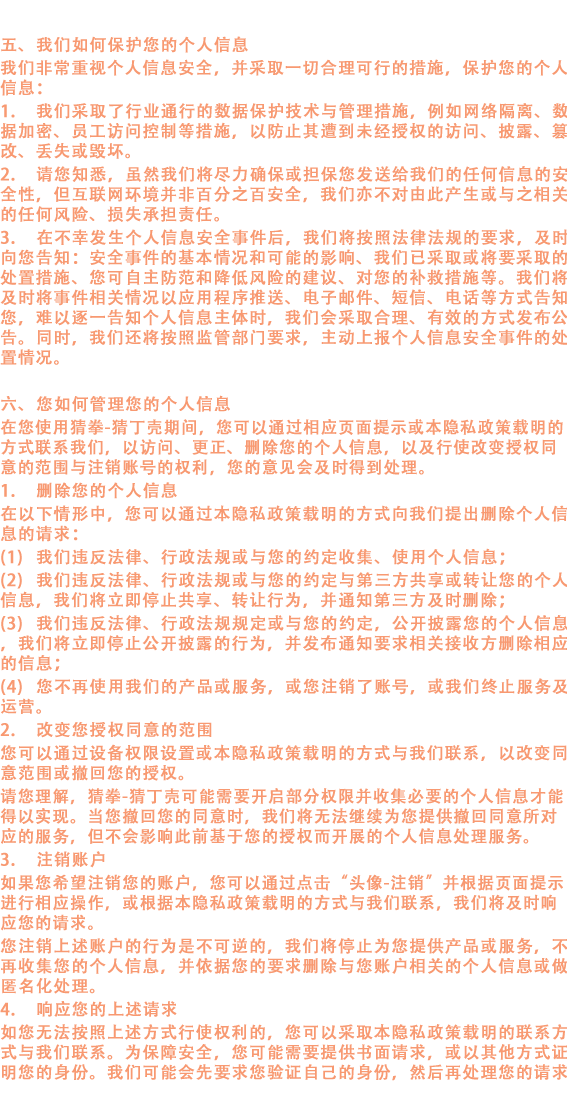 五、我们如何保护您的个人信息
我们非常重视个人信息安全，并采取一切合理可行的措施，保护您的个人
信息：
1. 我们采取了行业通行的数据保护技术与管理措施，例如网络隔离、数
据加密、员工访问控制等措施，以防止其遭到未经授权的访问、披露、篡
改、丢失或毁坏。
2. 请您知悉，虽然我们将尽力确保或担保您发送给我们的任何信息的安
全性，但互联网环境并非百分之百安全，我们亦不对由此产生或与之相关
的任何风险、损失承担责任。
3. 在不幸发生个人信息安全事件后，我们将按照法律法规的要求，及时
向您告知：安全事件的基本情况和可能的影响、我们已采取或将要采取的
处置措施、您可自主防范和降低风险的建议、对您的补救措施等。我们将
及时将事件相关情况以应用程序推送、电子邮件、短信、电话等方式告知
您，难以逐一告知个人信息主体时，我们会采取合理、有效的方式发布公
告。同时，我们还将按照监管部门要求，主动上报个人信息安全事件的处
置情况。
六、您如何管理您的个人信息
在您使用猜拳-猜丁壳期间，您可以通过相应页面提示或本隐私政策载明的
方式联系我们，以访问、更正、删除您的个人信息，以及行使改变授权同
意的范围与注销账号的权利，您的意见会及时得到处理。
1. 删除您的个人信息
在以下情形中，您可以通过本隐私政策载明的方式向我们提出删除个人信
息的请求：
(1) 我们违反法律、行政法规或与您的约定收集、使用个人信息；
(2) 我们违反法律、行政法规或与您的约定与第三方共享或转让您的个人
信息，我们将立即停止共享、转让行为，并通知第三方及时删除；
(3) 我们违反法律、行政法规规定或与您的约定，公开披露您的个人信息
，我们将立即停止公开披露的行为，并发布通知要求相关接收方删除相应
的信息；
(4) 您不再使用我们的产品或服务，或您注销了账号，或我们终止服务及
运营。
2. 改变您授权同意的范围
您可以通过设备权限设置或本隐私政策载明的方式与我们联系，以改变同
意范围或撤回您的授权。
请您理解，猜拳-猜丁壳可能需要开启部分权限并收集必要的个人信息才能
得以实现。当您撤回您的同意时，我们将无法继续为您提供撤回同意所对
应的服务，但不会影响此前基于您的授权而开展的个人信息处理服务。
3. 注销账户
如果您希望注销您的账户，您可以通过点击“头像-注销”并根据页面提示
进行相应操作，或根据本隐私政策载明的方式与我们联系，我们将及时响
应您的请求。
您注销上述账户的行为是不可逆的，我们将停止为您提供产品或服务，不
再收集您的个人信息，并依据您的要求删除与您账户相关的个人信息或做
匿名化处理。
4. 响应您的上述请求
如您无法按照上述方式行使权利的，您可以采取本隐私政策载明的联系方
式与我们联系。为保障安全，您可能需要提供书面请求，或以其他方式证
明您的身份。我们可能会先要求您验证自己的身份，然后再处理您的请求